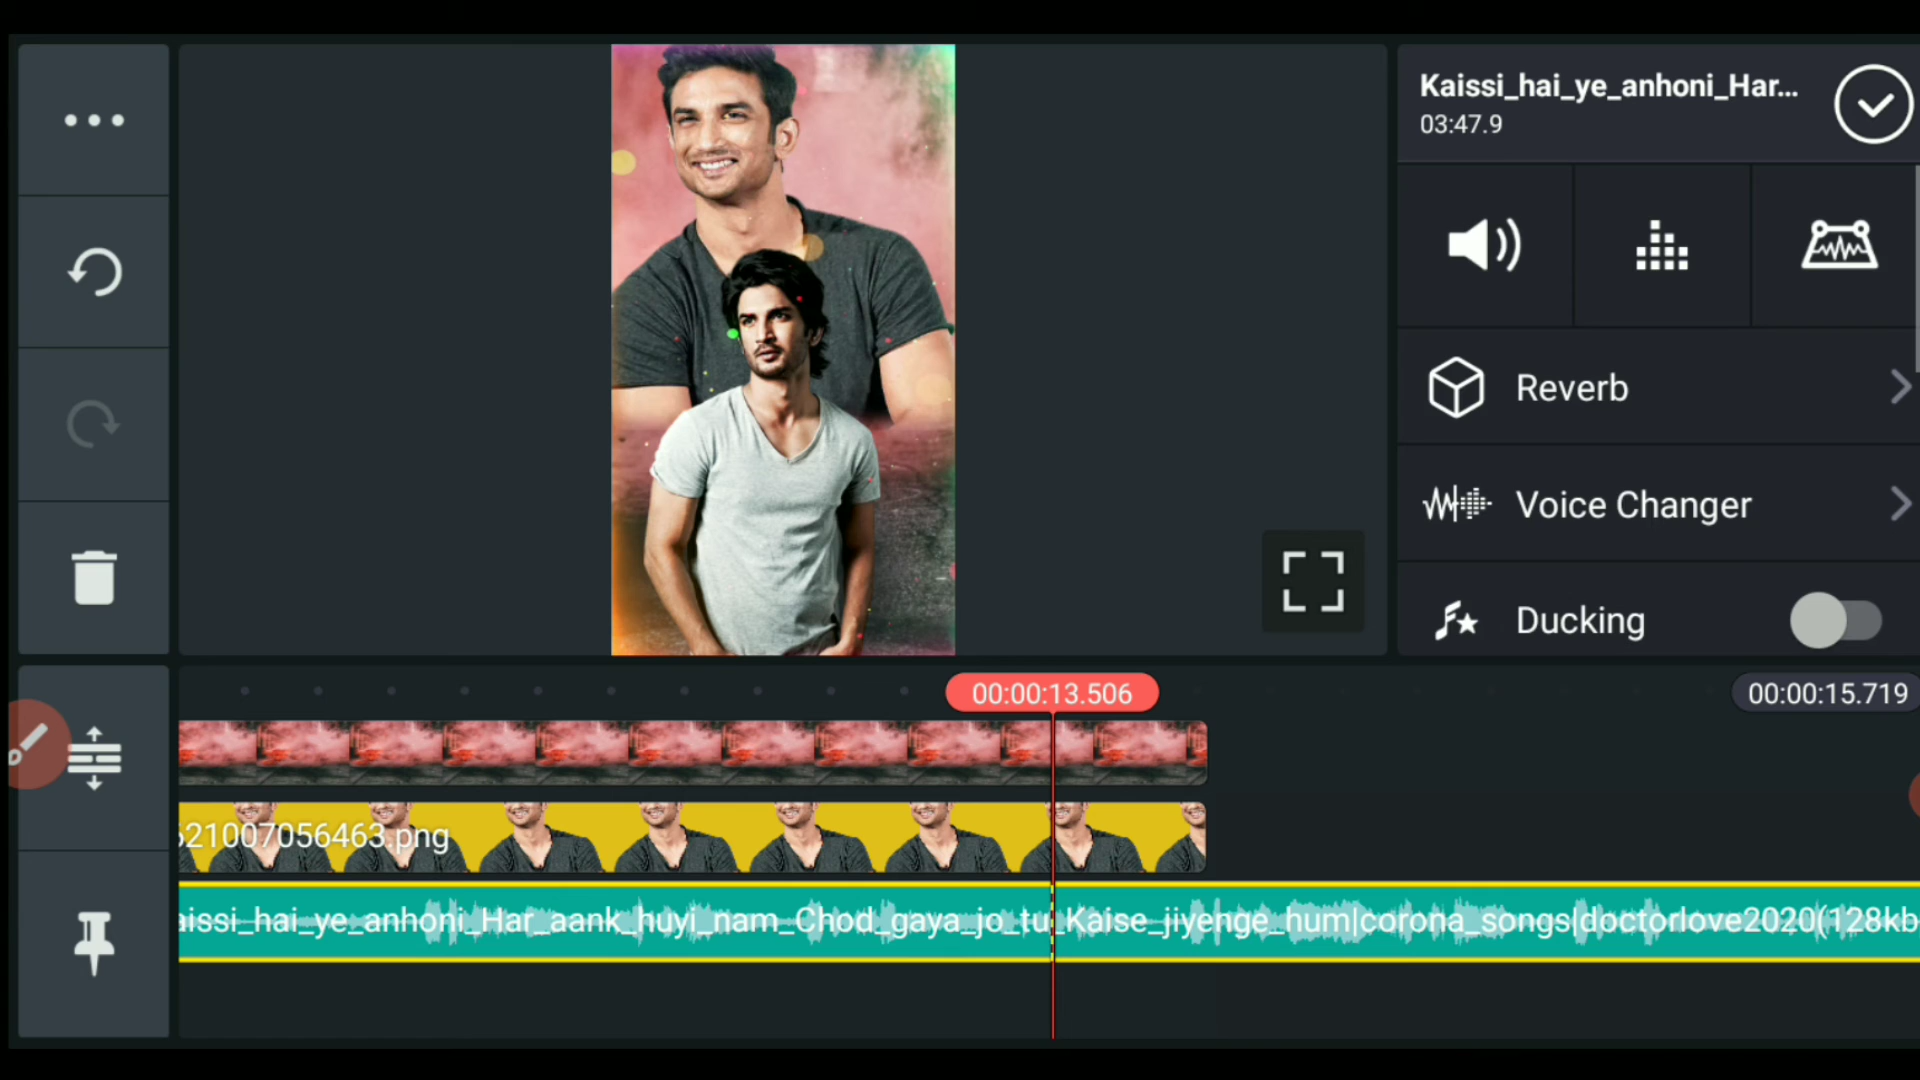 Kaissi_hai_ye_anhoni_Har...
03:47.9
Reverb
Voice Changer
Ducking
00:00:13.506
00:00:15.719
621007056463.png
aissi_hai_ye_anhoni_Har_aank_huyi_nam_Chod_gaya_jo_tu_Kaise_jiyenge_hum|corona_songs|doctorlove2020(128kb